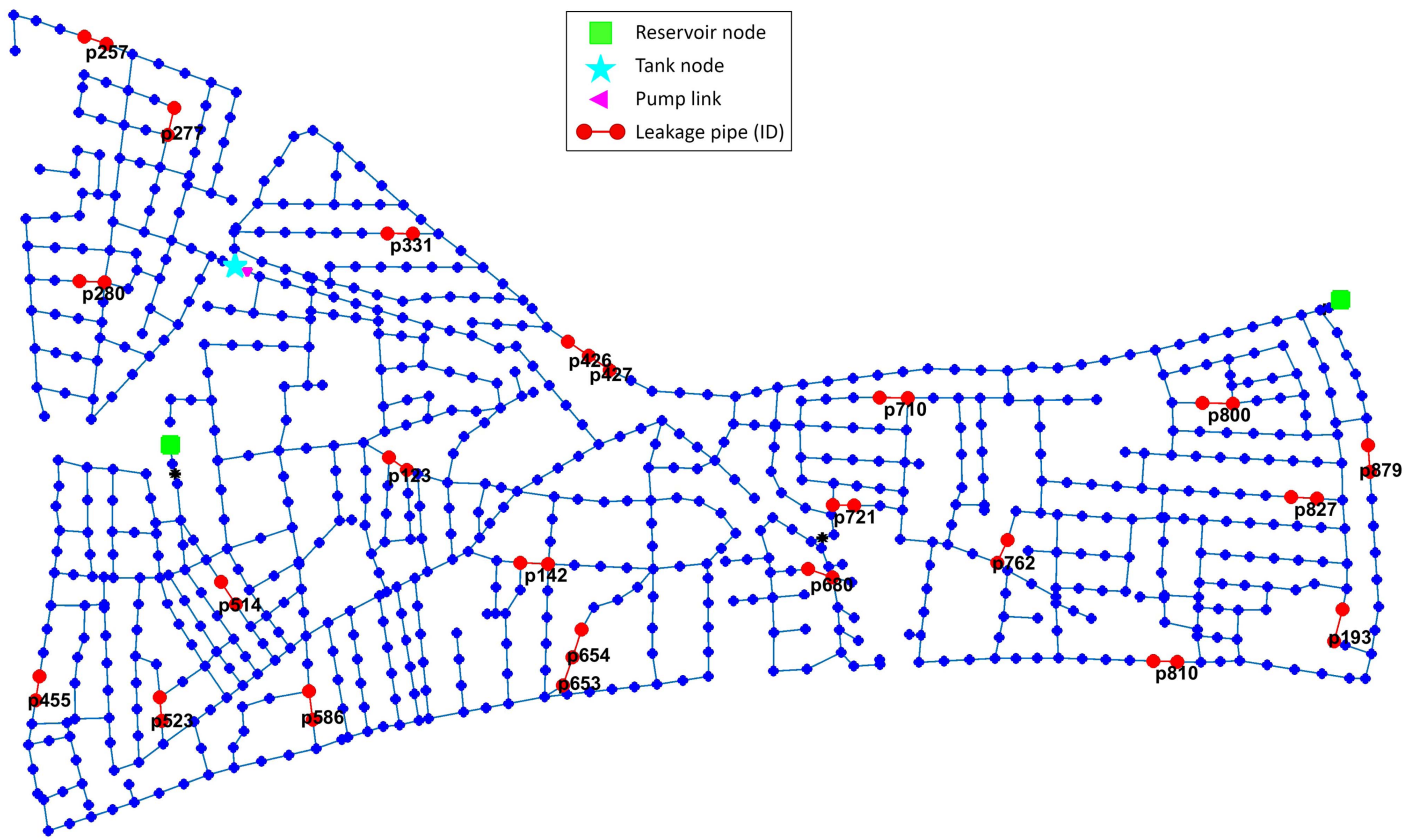 Reservoir node
Tank node
Pump link
Leakage pipe (ID)
p257
p277
p331
p280
p426
p427
p710
p800
p123
p879
p827
p721
p762
p142
p680
p514
p193
p654
p810
p653
p455
p523
p586